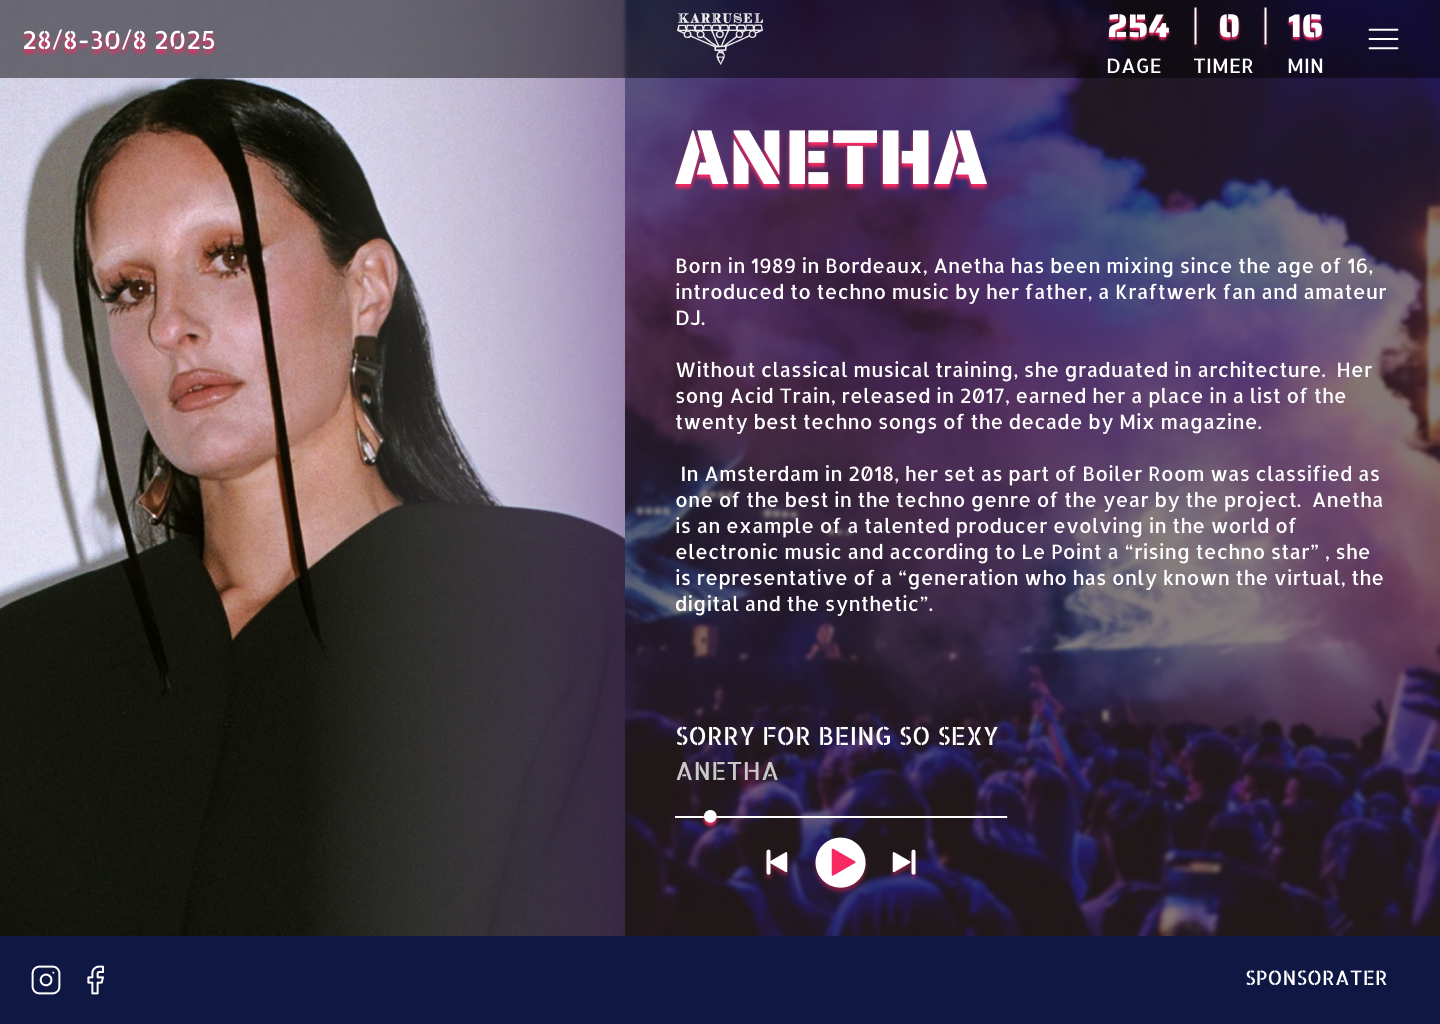 28/8-30/8 2025
KARRUSEL
254 0 16
DAGE TIMER MIN
ANETHA
Born in 1989 in Bordeaux, Anetha has been mixing since the age of 16,
introduced to techno music by her father, a Kraftwerk fan and amateur
DJ.
Without classical musical training, she graduated in architecture.  Her
song Acid Train, released in 2017, earned her a place in a list of the
twenty best techno songs of the decade by Mix magazine.
In Amsterdam in 2018, her set as part of Boiler Room was classified as
one of the best in the techno genre of the year by the project.  Anetha
is an example of a talented producer evolving in the world of
electronic music and according to Le Point a “rising techno star” , she
is representative of a “generation who has only known the virtual, the
digital and the synthetic”.
SORRY FOR BEING SO SEXY
ANETHA
SPONSORATER